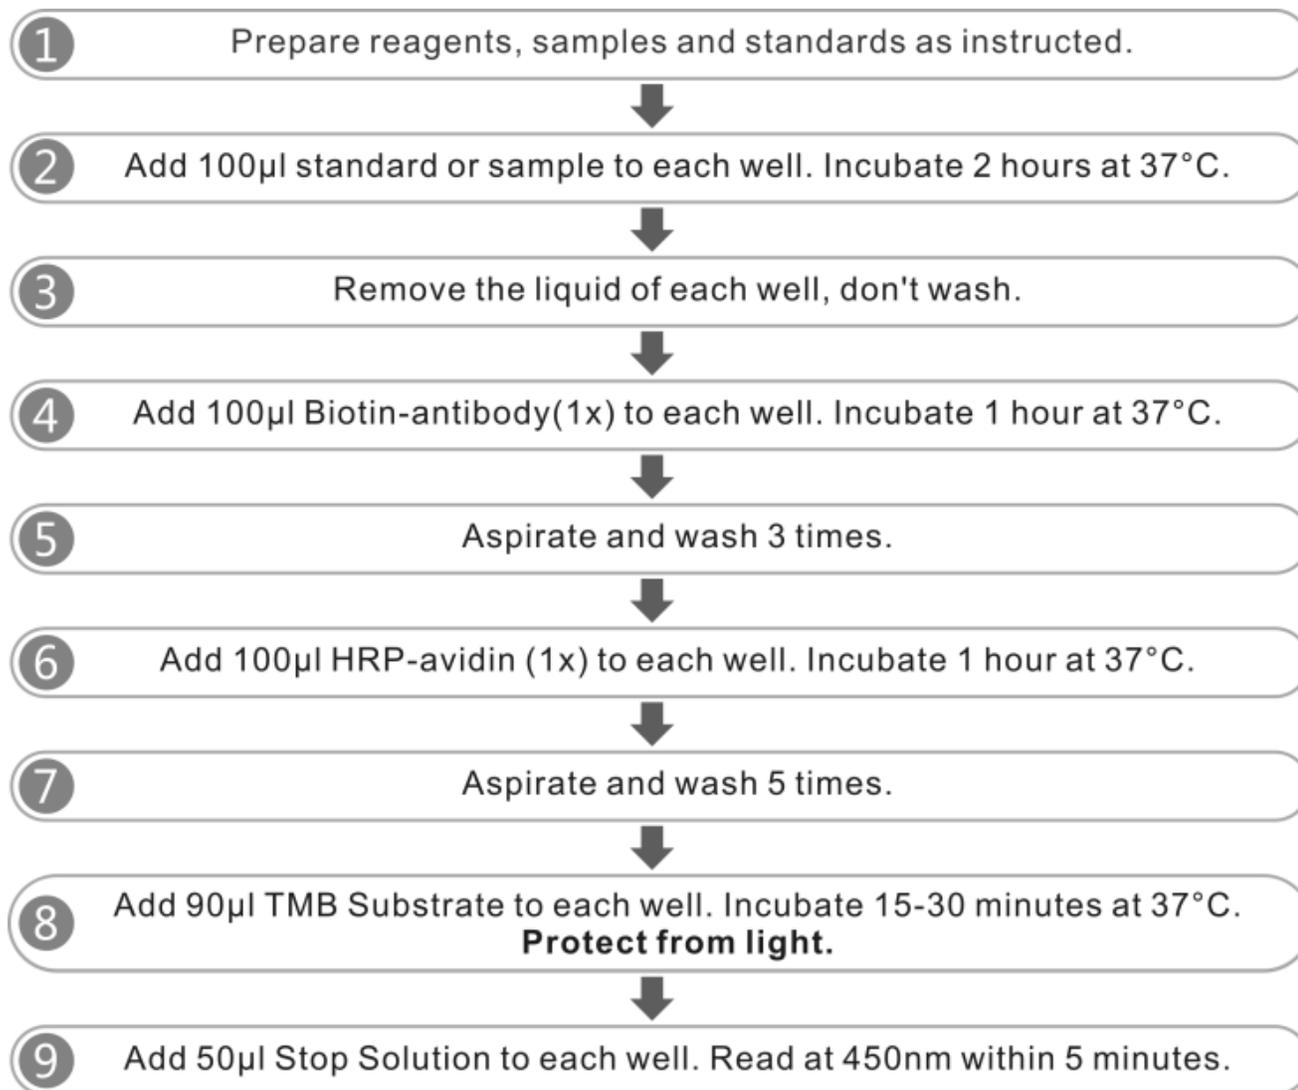 1 Prepare reagents, samples and standards as instructed.
2 Add 100µl standard or sample to each well. Incubate 2 hours at 37°C.
3 Remove the liquid of each well, don't wash.
4 Add 100µl Biotin-antibody(1x) to each well. Incubate 1 hour at 37°C.
5 Aspirate and wash 3 times.
6 Add 100µl HRP-avidin (1x) to each well. Incubate 1 hour at 37°C.
7 Aspirate and wash 5 times.
8 Add 90µl TMB Substrate to each well. Incubate 15-30 minutes at 37°C.
Protect from light.
9 Add 50µl Stop Solution to each well. Read at 450nm within 5 minutes.